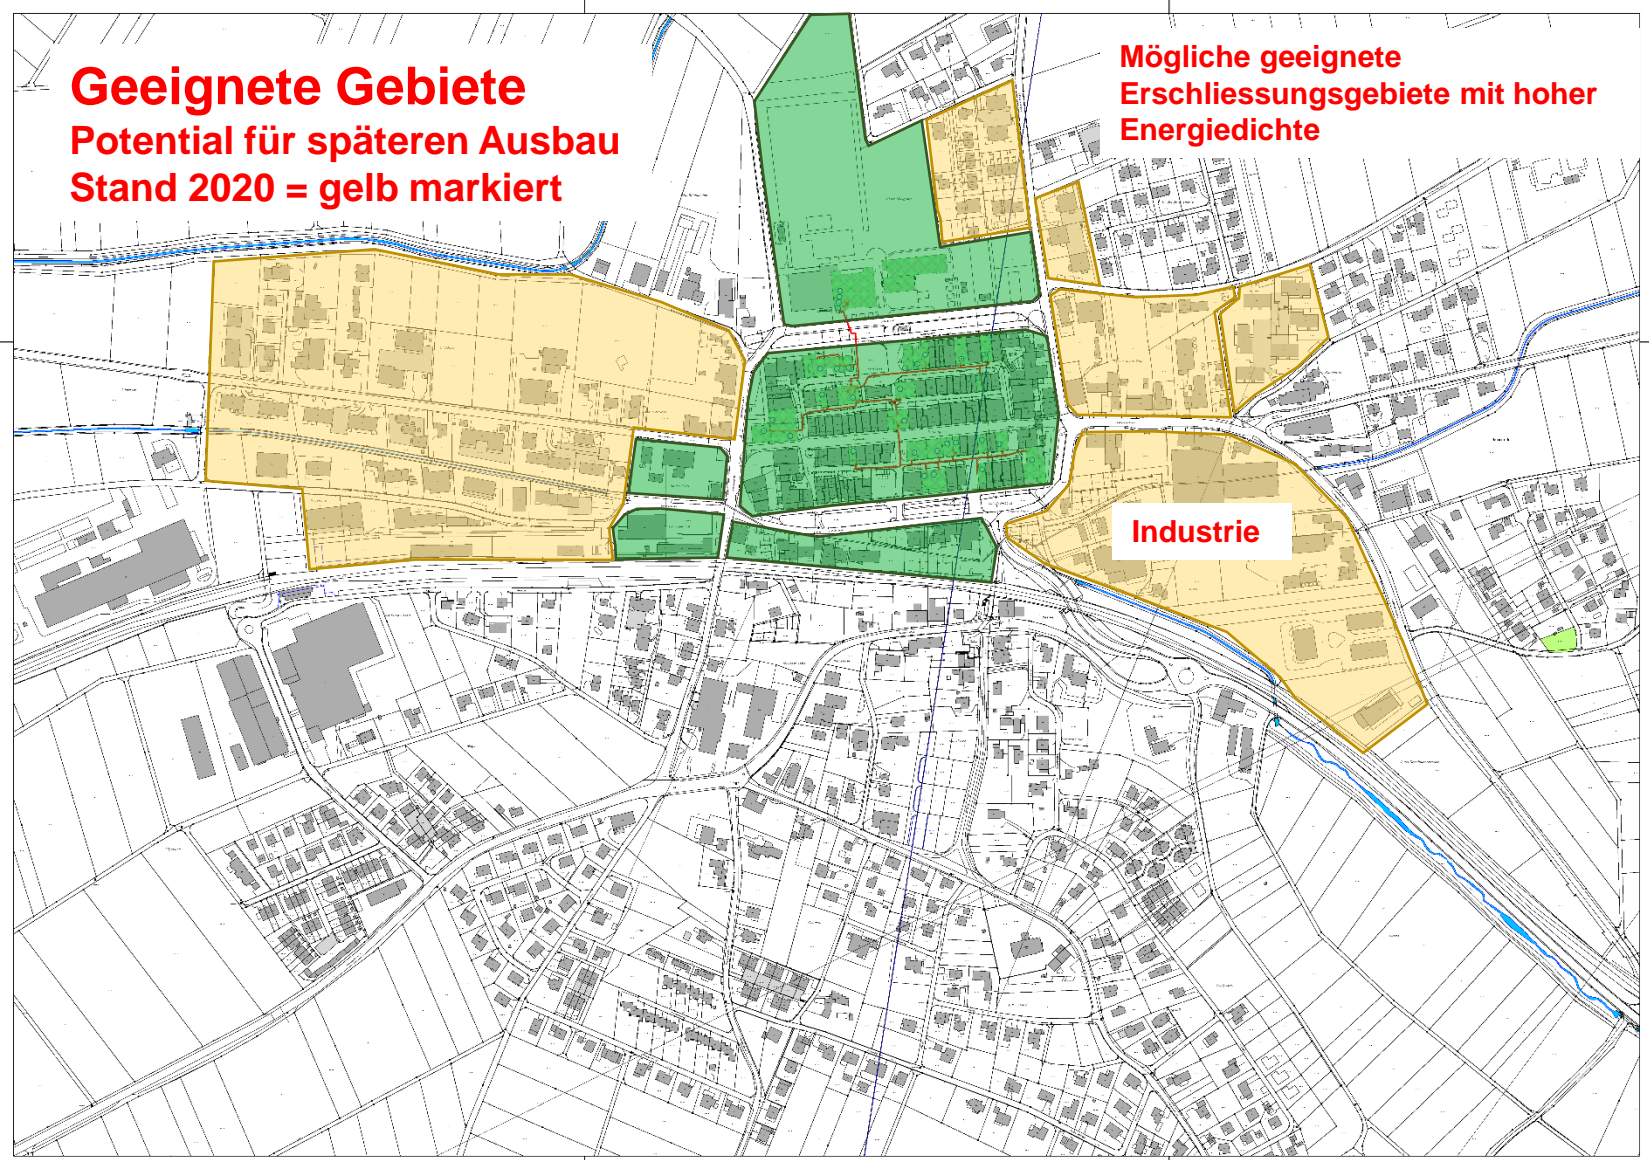 Geeignete Gebiete
Potential für späteren Ausbau
Stand 2020 = gelb markiert
Mögliche geeignete
Erschliessungsgebiete mit hoher
Energiedichte
Industrie